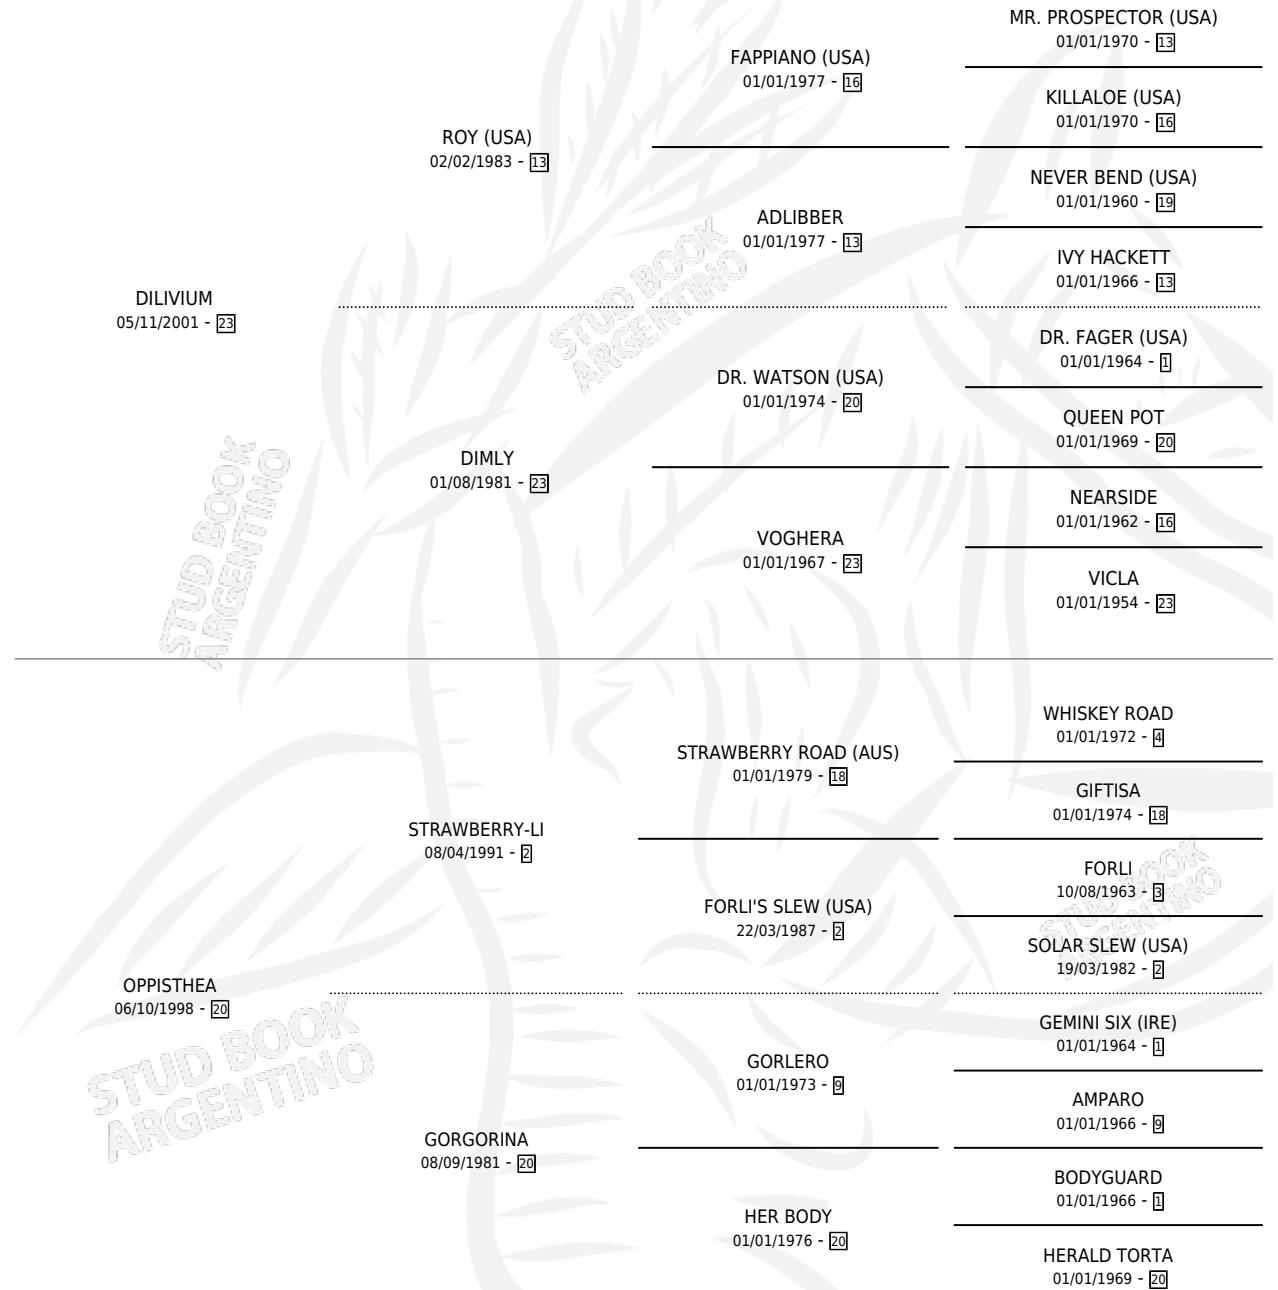 MR. PROSPECTOR (USA)
01/01/1970 - 13
FAPPIANO (USA)
01/01/1977 - 16
KILLALOE (USA)
01/01/1970 - 16
ROY (USA)
02/02/1983 - 13
NEVER BEND (USA)
01/01/1960 - 19
ADLIBBER
01/01/1977 - 13
IVY HACKETT
01/01/1966 - 13
DILIVIUM
05/11/2001 - 23
DR. FAGER (USA)
01/01/1964 - 1
DR. WATSON (USA)
01/01/1974 - 20
QUEEN POT
01/01/1969 - 20
DIMLY
01/08/1981 - 23
NEARSIDE
01/01/1962 - 16
VOGHERA
01/01/1967 - 23
VICLA
01/01/1954 - 23
WHISKEY ROAD
01/01/1972 - 4
STRAWBERRY ROAD (AUS)
01/01/1979 - 18
GIFTISA
01/01/1974 - 18
STRAWBERRY-LI
08/04/1991 - 2
FORLI
10/08/1963 - 3
FORLI'S SLEW (USA)
22/03/1987 - 2
SOLAR SLEW (USA)
19/03/1982 - 2
OPPISTHEA
06/10/1998 - 20
GEMINI SIX (IRE)
01/01/1964 - 1
GORLERO
01/01/1973 - 9
AMPARO
01/01/1966 - 9
GORGORINA
08/09/1981 - 20
BODYGUARD
01/01/1966 - 1
HER BODY
01/01/1976 - 20
HERALD TORTA
01/01/1969 - 20
STUD BOOK
ARGENTINO
STUD BOOK
ARGENTINO
STUD BOOK
ARGENTINO
STUD BOOK
ARGENTINO